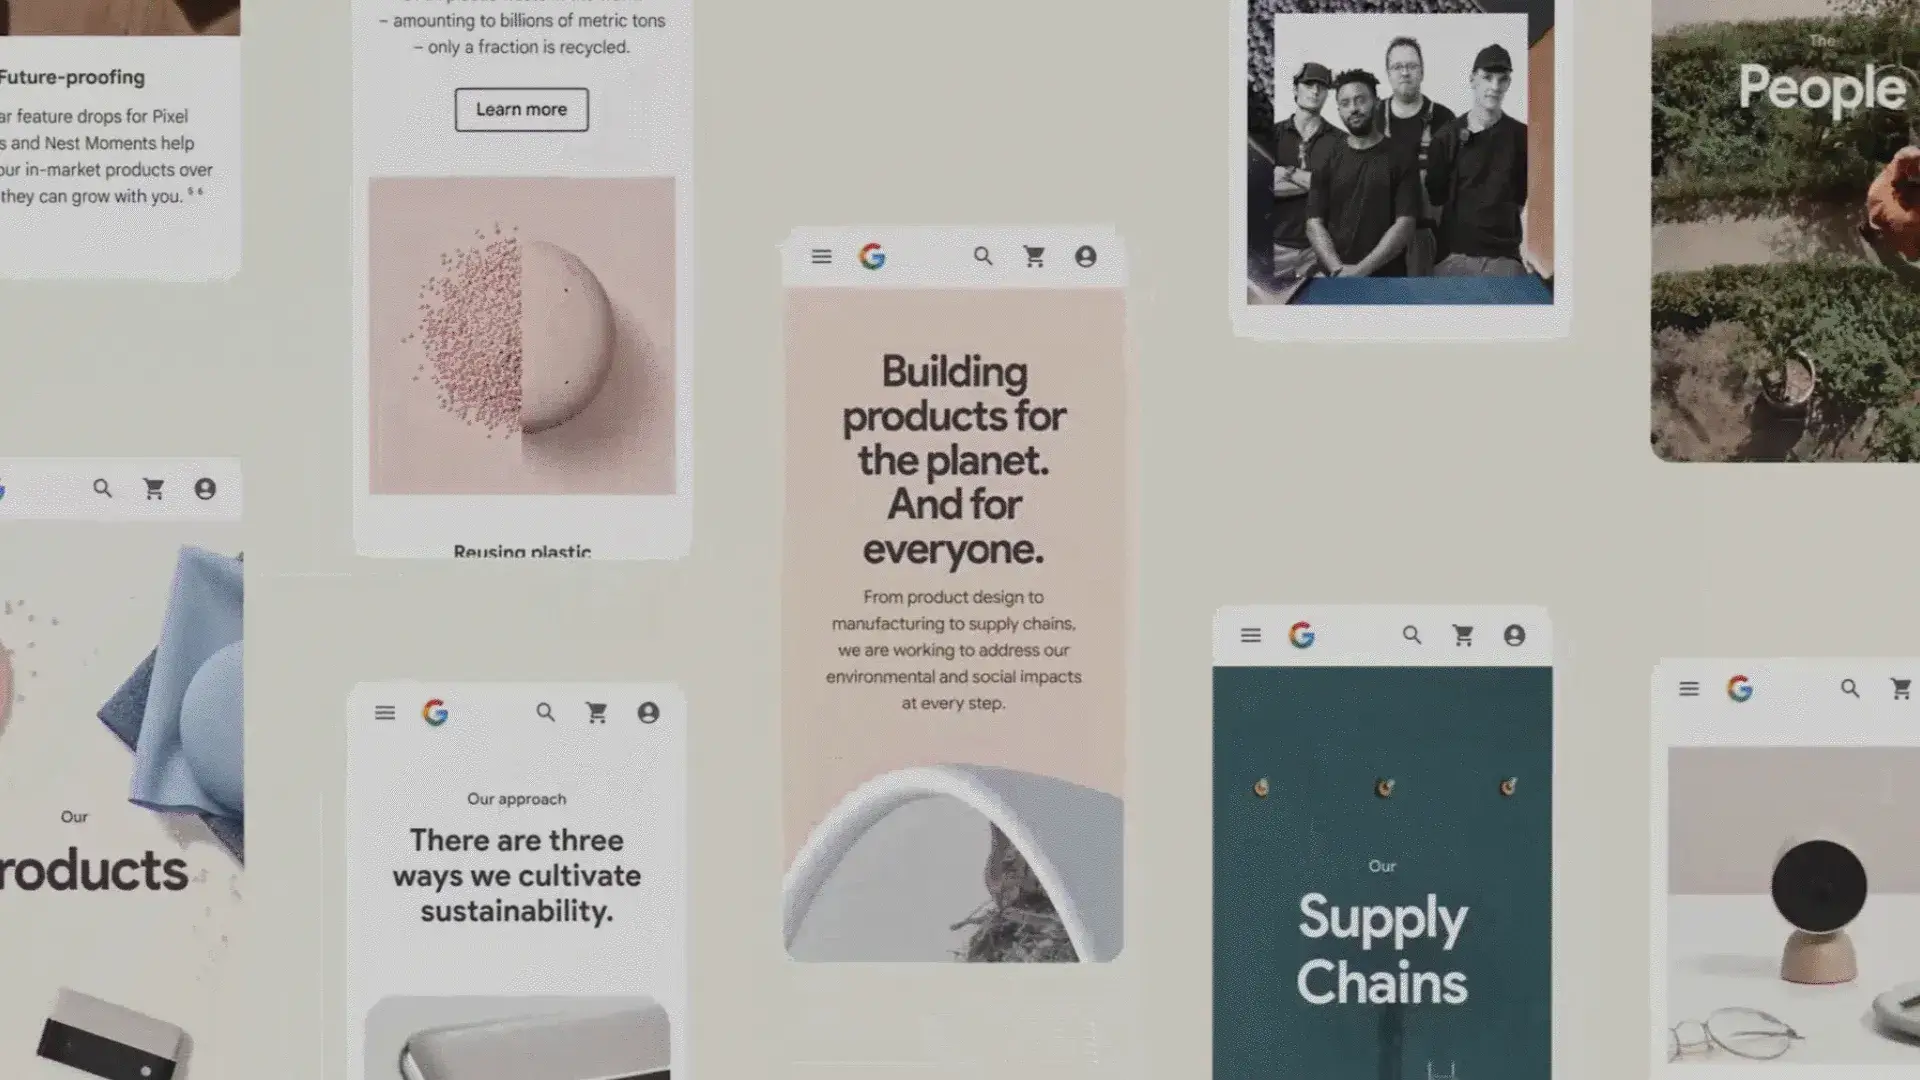 Future-proofing
ar feature drops for Pixel
s and Nest Moments help
our in-market products over
they can grow with you. 5 6
Our
roducts
– amounting to billions of metric tons
– only a fraction is recycled.
Learn more
Reusing plastic
Our approach
There are three
ways we cultivate
sustainability.
Building
products for
the planet.
And for
everyone.
From product design to
manufacturing to supply chains,
we are working to address our
environmental and social impacts
at every step.
Our
Supply
Chains
The
People